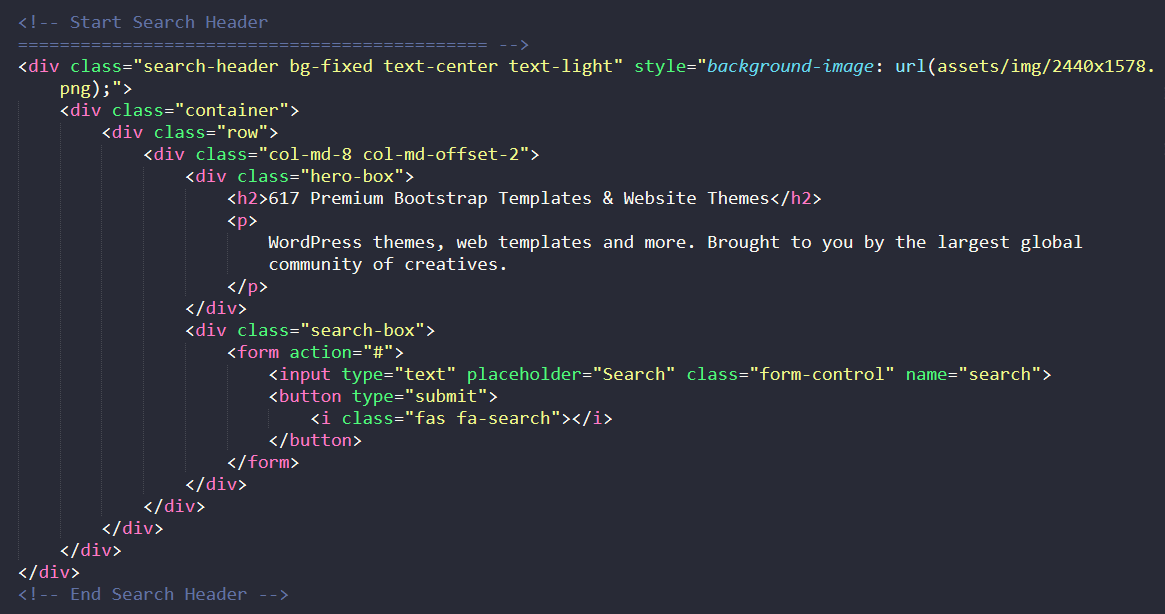 <!-- Start Search Header
============================================= -->
<div class="search-header bg-fixed text-center text-light" style="background-image: url(assets/img/2440x1578.
png);">
<div class="container">
<div class="row">
<div class="col-md-8 col-md-offset-2">
<div class="hero-box">
<h2>617 Premium Bootstrap Templates & Website Themes</h2>
<p>
WordPress themes, web templates and more. Brought to you by the largest global
community of creatives.
</p>
</div>
<div class="search-box">
<form action="#">
<input type="text" placeholder="Search" class="form-control" name="search">
<button type="submit">
<i class="fas fa-search"></i>
</button>
</form>
</div>
</div>
</div>
</div>
</div>
<!-- End Search Header -->